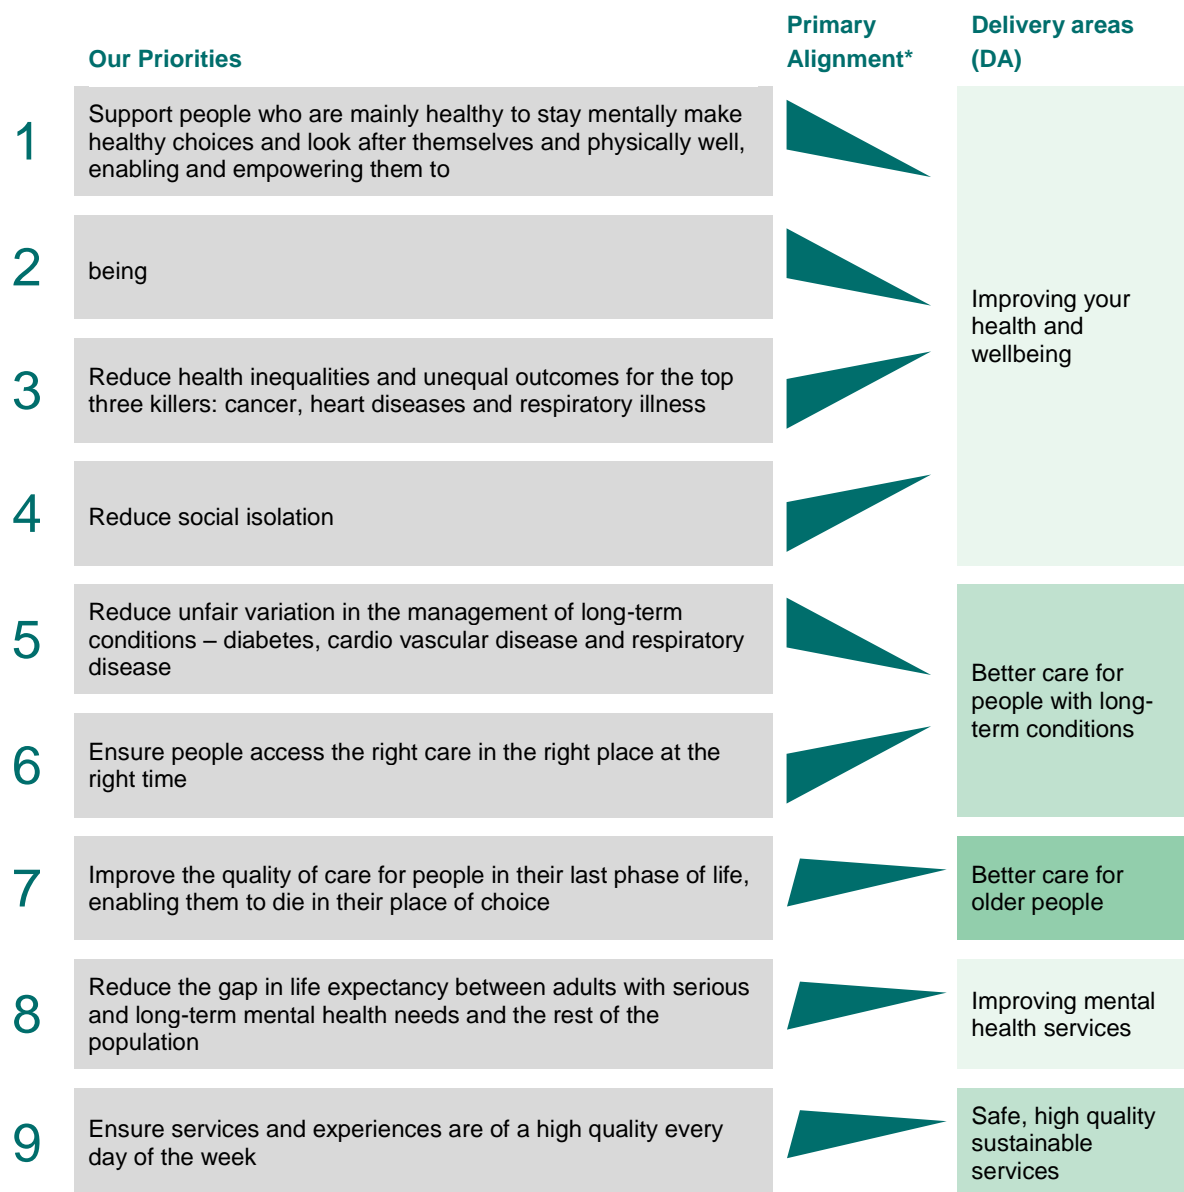 Our Priorities
Primary
Alignment*
Delivery areas
(DA)
1
Support people who are mainly healthy to stay mentally make
healthy choices and look after themselves and physically well,
enabling and empowering them to
2
being
3
Reduce health inequalities and unequal outcomes for the top
three killers: cancer, heart diseases and respiratory illness
4
Reduce social isolation
Improving your
health and
wellbeing
5
Reduce unfair variation in the management of long-term
conditions – diabetes, cardio vascular disease and respiratory
disease
6
Ensure people access the right care in the right place at the
right time
Better care for
people with long-
term conditions
7
Improve the quality of care for people in their last phase of life,
enabling them to die in their place of choice
Better care for
older people
8
Reduce the gap in life expectancy between adults with serious
and long-term mental health needs and the rest of the
population
Improving mental
health services
9
Ensure services and experiences are of a high quality every
day of the week
Safe, high quality
sustainable
services